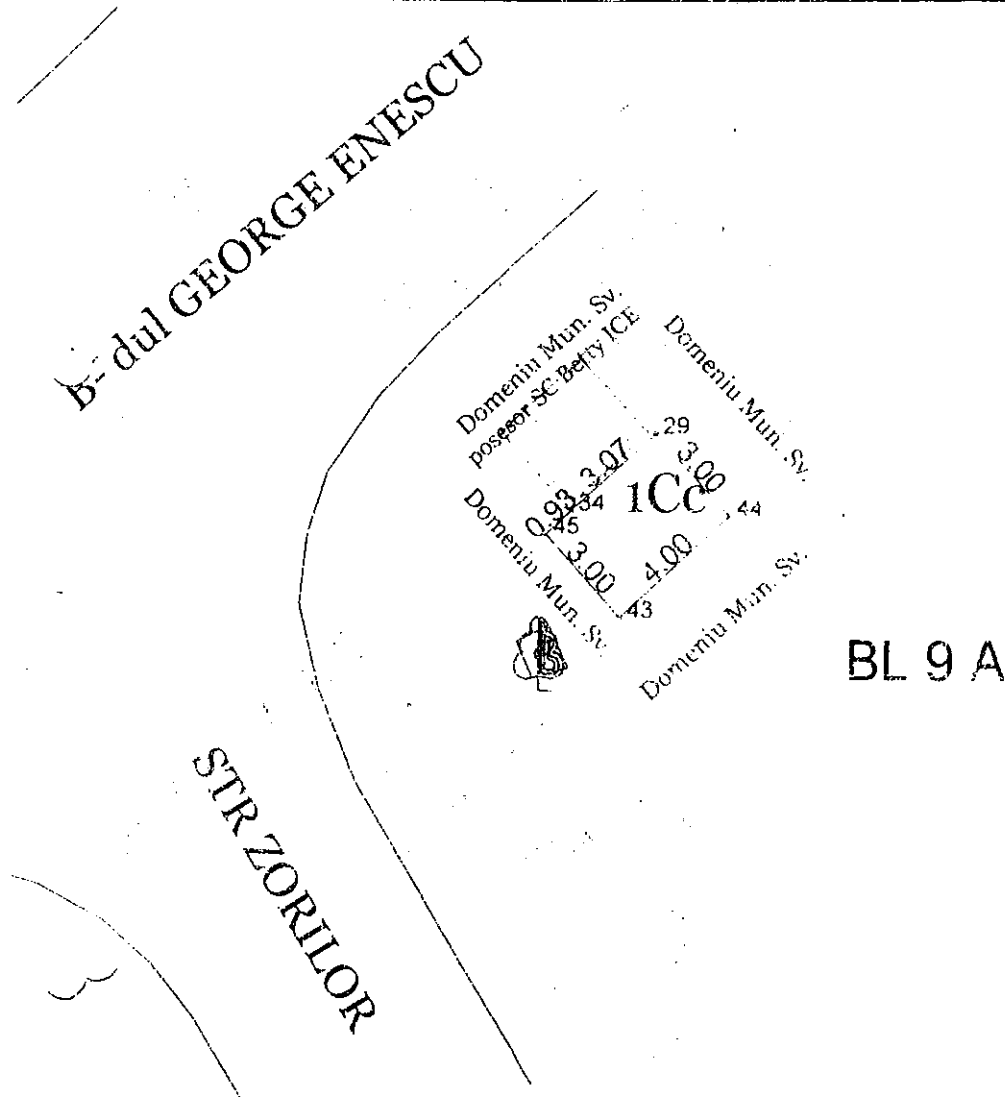 B-dul GEORGE ENESCU
Domeniu Mun. Sv.
posesor SC Betty ICE
Domeniu Mun. Sv.
29
3.07
3.00
0.93
34
1Cc
44
45
Domeniu Mun. Sv.
3.00
4.00
43
Domeniu Mun. Sv.
BL 9 A
STR ZORILOR